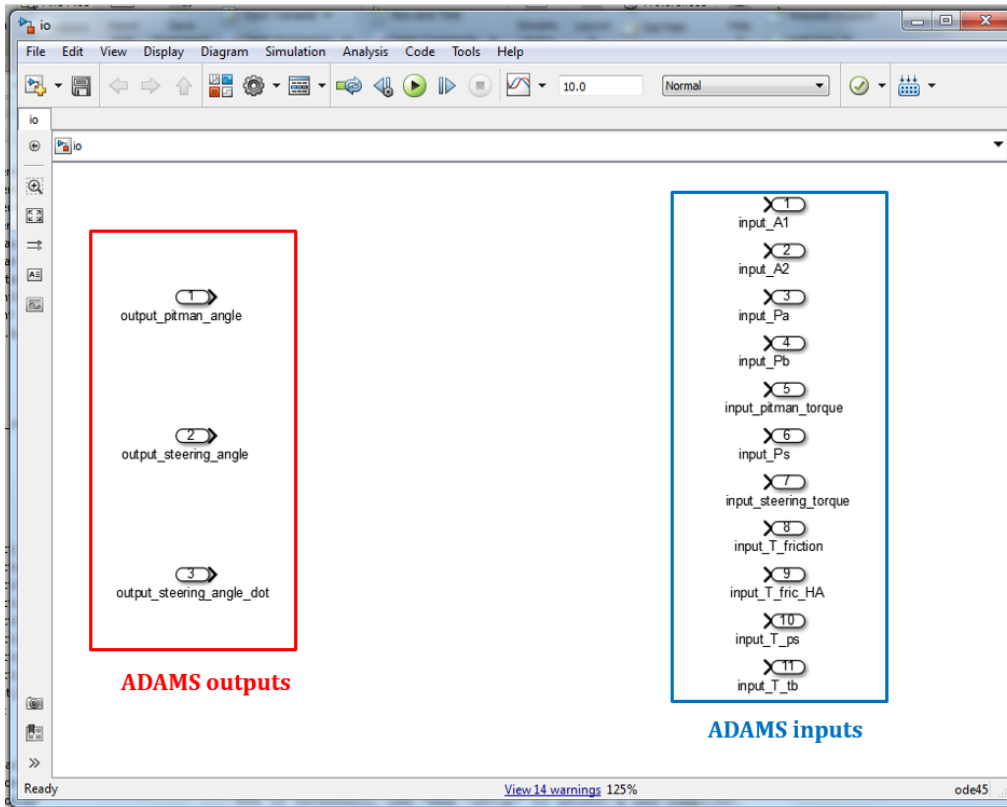 io
File Edit View Display Diagram Simulation Analysis Code Tools Help
10.0 Normal
io
io
1
output_pitman_angle
2
output_steering_angle
3
output_steering_angle_dot
ADAMS outputs
1
input_A1
2
input_A2
3
input_Pa
4
input_Pb
5
input_pitman_torque
6
input_Ps
7
input_steering_torque
8
input_T_friction
9
input_T_fric_HA
10
input_T_ps
11
input_T_tb
ADAMS inputs
Ready View 14 warnings 125% ode45